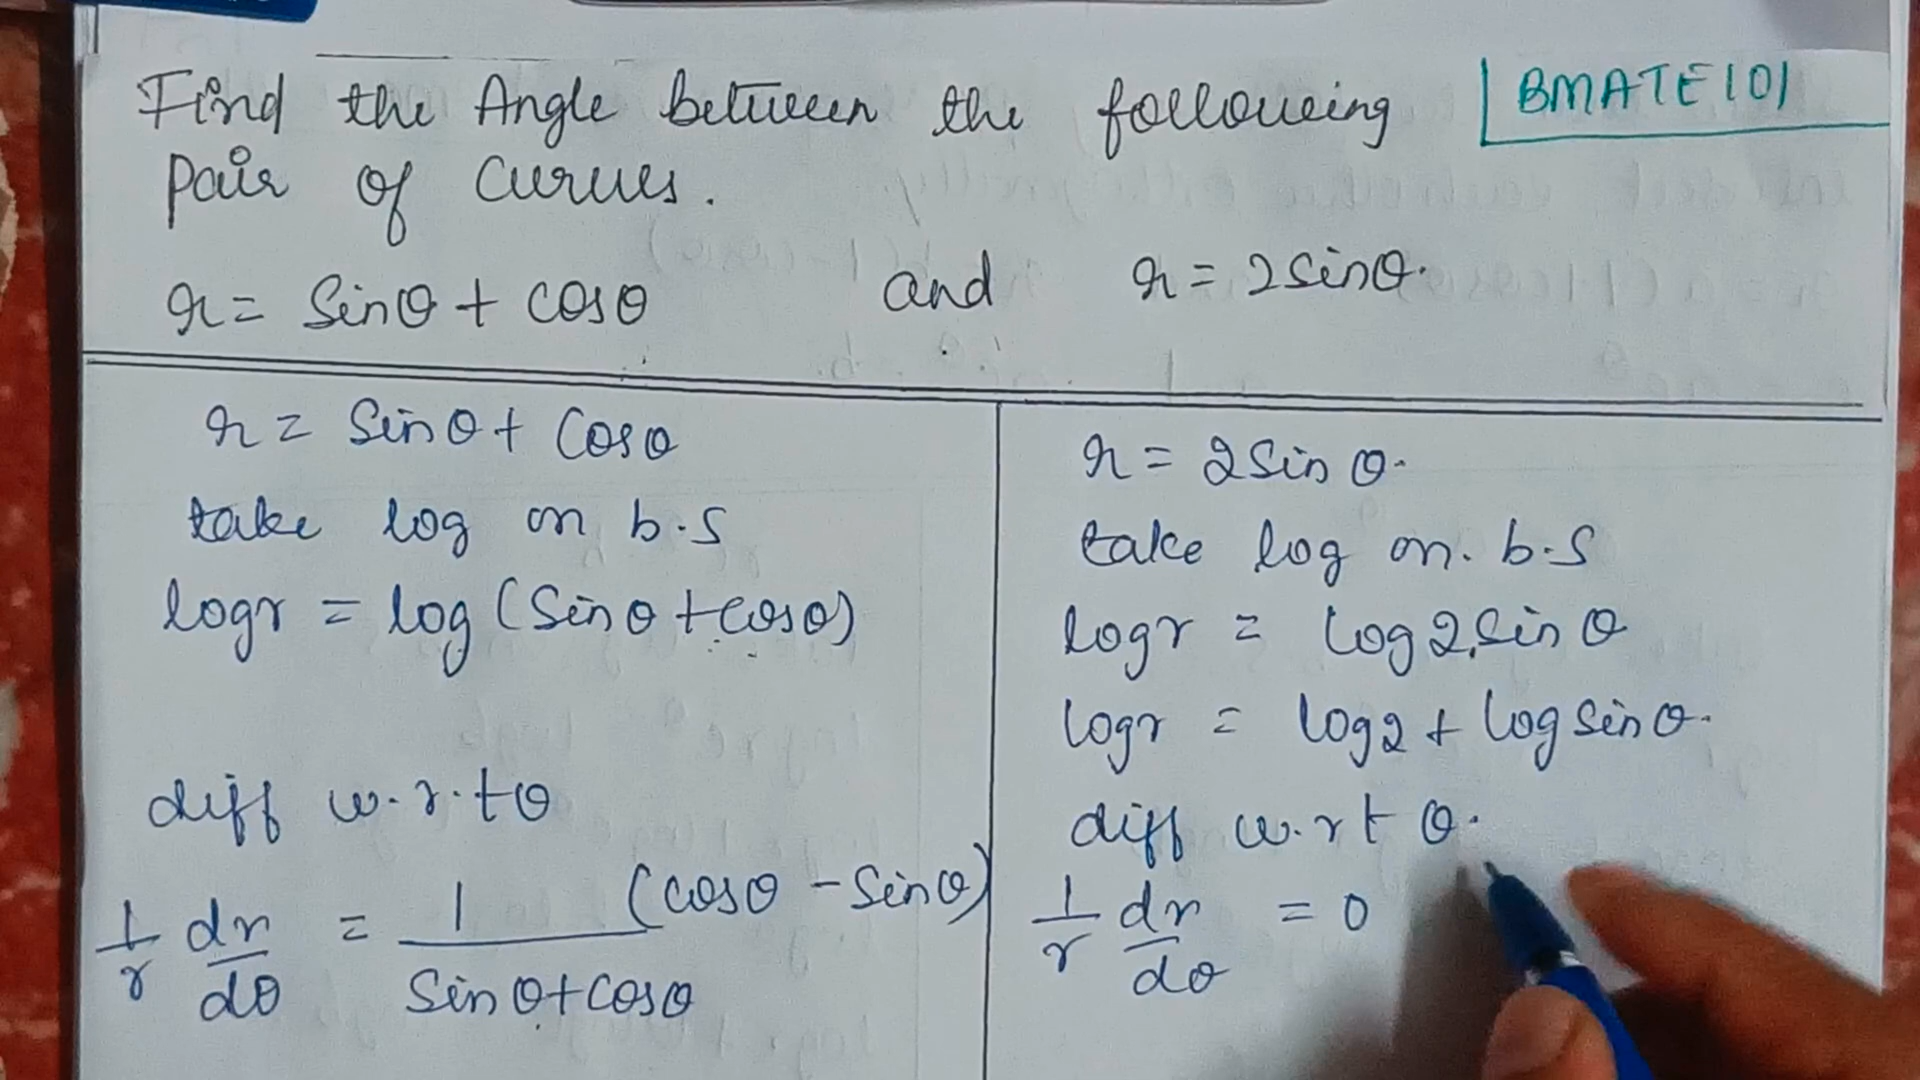 Find the Angle between the following
BMATE101
pair of curves.
r = Sinθ + cosθ and r = 2Sinθ.
r = Sinθ + Cosθ
take log on b.s
logr = log (Sinθ + cosθ)
diff w.r.t θ
1/r dr/dθ = 1/(Sinθ+cosθ) (cosθ - Sinθ)
r = 2Sinθ.
take log on. b.s
logr = log2.Sinθ
logr = log2 + logSinθ.
diff w.r t θ.
1/r dr/dθ = 0